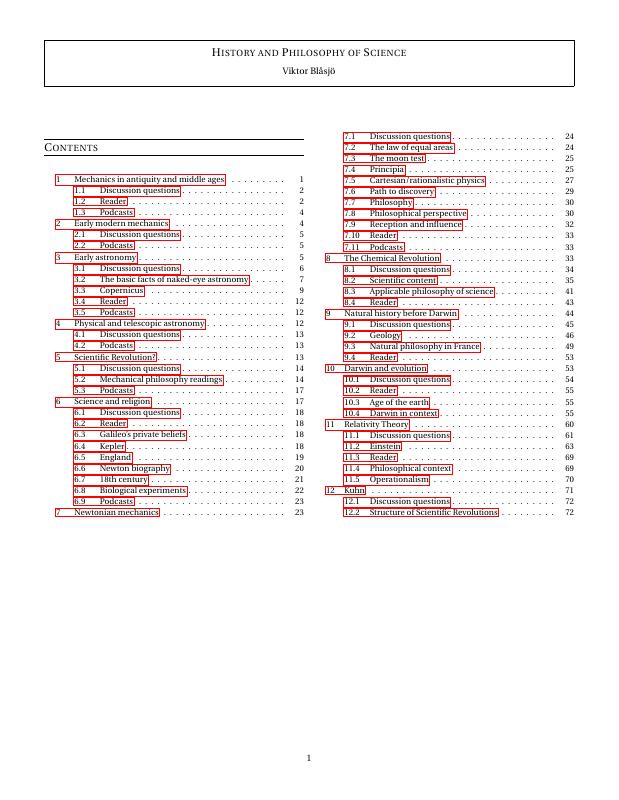 HISTORY AND PHILOSOPHY OF SCIENCE
Viktor Blåsjö
CONTENTS
1 Mechanics in antiquity and middle ages . . . . . . . . . 1
1.1 Discussion questions . . . . . . . . . . . . . . . . 2
1.2 Reader . . . . . . . . . . . . . . . . . . . . . . . 2
1.3 Podcasts . . . . . . . . . . . . . . . . . . . . . . 4
2 Early modern mechanics . . . . . . . . . . . . . . . . . 4
2.1 Discussion questions . . . . . . . . . . . . . . . . 5
2.2 Podcasts . . . . . . . . . . . . . . . . . . . . . . 5
3 Early astronomy . . . . . . . . . . . . . . . . . . . . . 5
3.1 Discussion questions . . . . . . . . . . . . . . . . 6
3.2 The basic facts of naked-eye astronomy . . . . . . 7
3.3 Copernicus . . . . . . . . . . . . . . . . . . . . . 9
3.4 Reader . . . . . . . . . . . . . . . . . . . . . . . 12
3.5 Podcasts . . . . . . . . . . . . . . . . . . . . . . 12
4 Physical and telescopic astronomy . . . . . . . . . . . . 12
4.1 Discussion questions . . . . . . . . . . . . . . . . 13
4.2 Podcasts . . . . . . . . . . . . . . . . . . . . . . 13
5 Scientific Revolution? . . . . . . . . . . . . . . . . . . 13
5.1 Discussion questions . . . . . . . . . . . . . . . . 14
5.2 Mechanical philosophy readings . . . . . . . . . . 14
5.3 Podcasts . . . . . . . . . . . . . . . . . . . . . . 17
6 Science and religion . . . . . . . . . . . . . . . . . . . 17
6.1 Discussion questions . . . . . . . . . . . . . . . . 18
6.2 Reader . . . . . . . . . . . . . . . . . . . . . . . 18
6.3 Galileo's private beliefs . . . . . . . . . . . . . . . 18
6.4 Kepler . . . . . . . . . . . . . . . . . . . . . . . 18
6.5 England . . . . . . . . . . . . . . . . . . . . . . 19
6.6 Newton biography . . . . . . . . . . . . . . . . . 20
6.7 18th century . . . . . . . . . . . . . . . . . . . . 21
6.8 Biological experiments . . . . . . . . . . . . . . . 22
6.9 Podcasts . . . . . . . . . . . . . . . . . . . . . . 23
7 Newtonian mechanics . . . . . . . . . . . . . . . . . . 23
7.1 Discussion questions . . . . . . . . . . . . . . . . 24
7.2 The law of equal areas . . . . . . . . . . . . . . . 24
7.3 The moon test . . . . . . . . . . . . . . . . . . . 25
7.4 Principia . . . . . . . . . . . . . . . . . . . . . . 25
7.5 Cartesian/rationalistic physics . . . . . . . . . . . 27
7.6 Path to discovery . . . . . . . . . . . . . . . . . . 29
7.7 Philosophy . . . . . . . . . . . . . . . . . . . . . 30
7.8 Philosophical perspective . . . . . . . . . . . . . . 30
7.9 Reception and influence . . . . . . . . . . . . . . 32
7.10 Reader . . . . . . . . . . . . . . . . . . . . . . . 33
7.11 Podcasts . . . . . . . . . . . . . . . . . . . . . . 33
8 The Chemical Revolution . . . . . . . . . . . . . . . . . 33
8.1 Discussion questions . . . . . . . . . . . . . . . . 34
8.2 Scientific content . . . . . . . . . . . . . . . . . . 35
8.3 Applicable philosophy of science . . . . . . . . . . 41
8.4 Reader . . . . . . . . . . . . . . . . . . . . . . . 43
9 Natural history before Darwin . . . . . . . . . . . . . . 44
9.1 Discussion questions . . . . . . . . . . . . . . . . 45
9.2 Geology . . . . . . . . . . . . . . . . . . . . . . 46
9.3 Natural philosophy in France . . . . . . . . . . . . 49
9.4 Reader . . . . . . . . . . . . . . . . . . . . . . . 53
10 Darwin and evolution . . . . . . . . . . . . . . . . . . 53
10.1 Discussion questions . . . . . . . . . . . . . . . . 54
10.2 Reader . . . . . . . . . . . . . . . . . . . . . . . 55
10.3 Age of the earth . . . . . . . . . . . . . . . . . . 55
10.4 Darwin in context . . . . . . . . . . . . . . . . . 55
11 Relativity Theory . . . . . . . . . . . . . . . . . . . . 60
11.1 Discussion questions . . . . . . . . . . . . . . . . 61
11.2 Einstein . . . . . . . . . . . . . . . . . . . . . . 63
11.3 Reader . . . . . . . . . . . . . . . . . . . . . . . 69
11.4 Philosophical context . . . . . . . . . . . . . . . . 69
11.5 Operationalism . . . . . . . . . . . . . . . . . . . 70
12 Kuhn . . . . . . . . . . . . . . . . . . . . . . . . . . 71
12.1 Discussion questions . . . . . . . . . . . . . . . . 72
12.2 Structure of Scientific Revolutions . . . . . . . . . 72
1